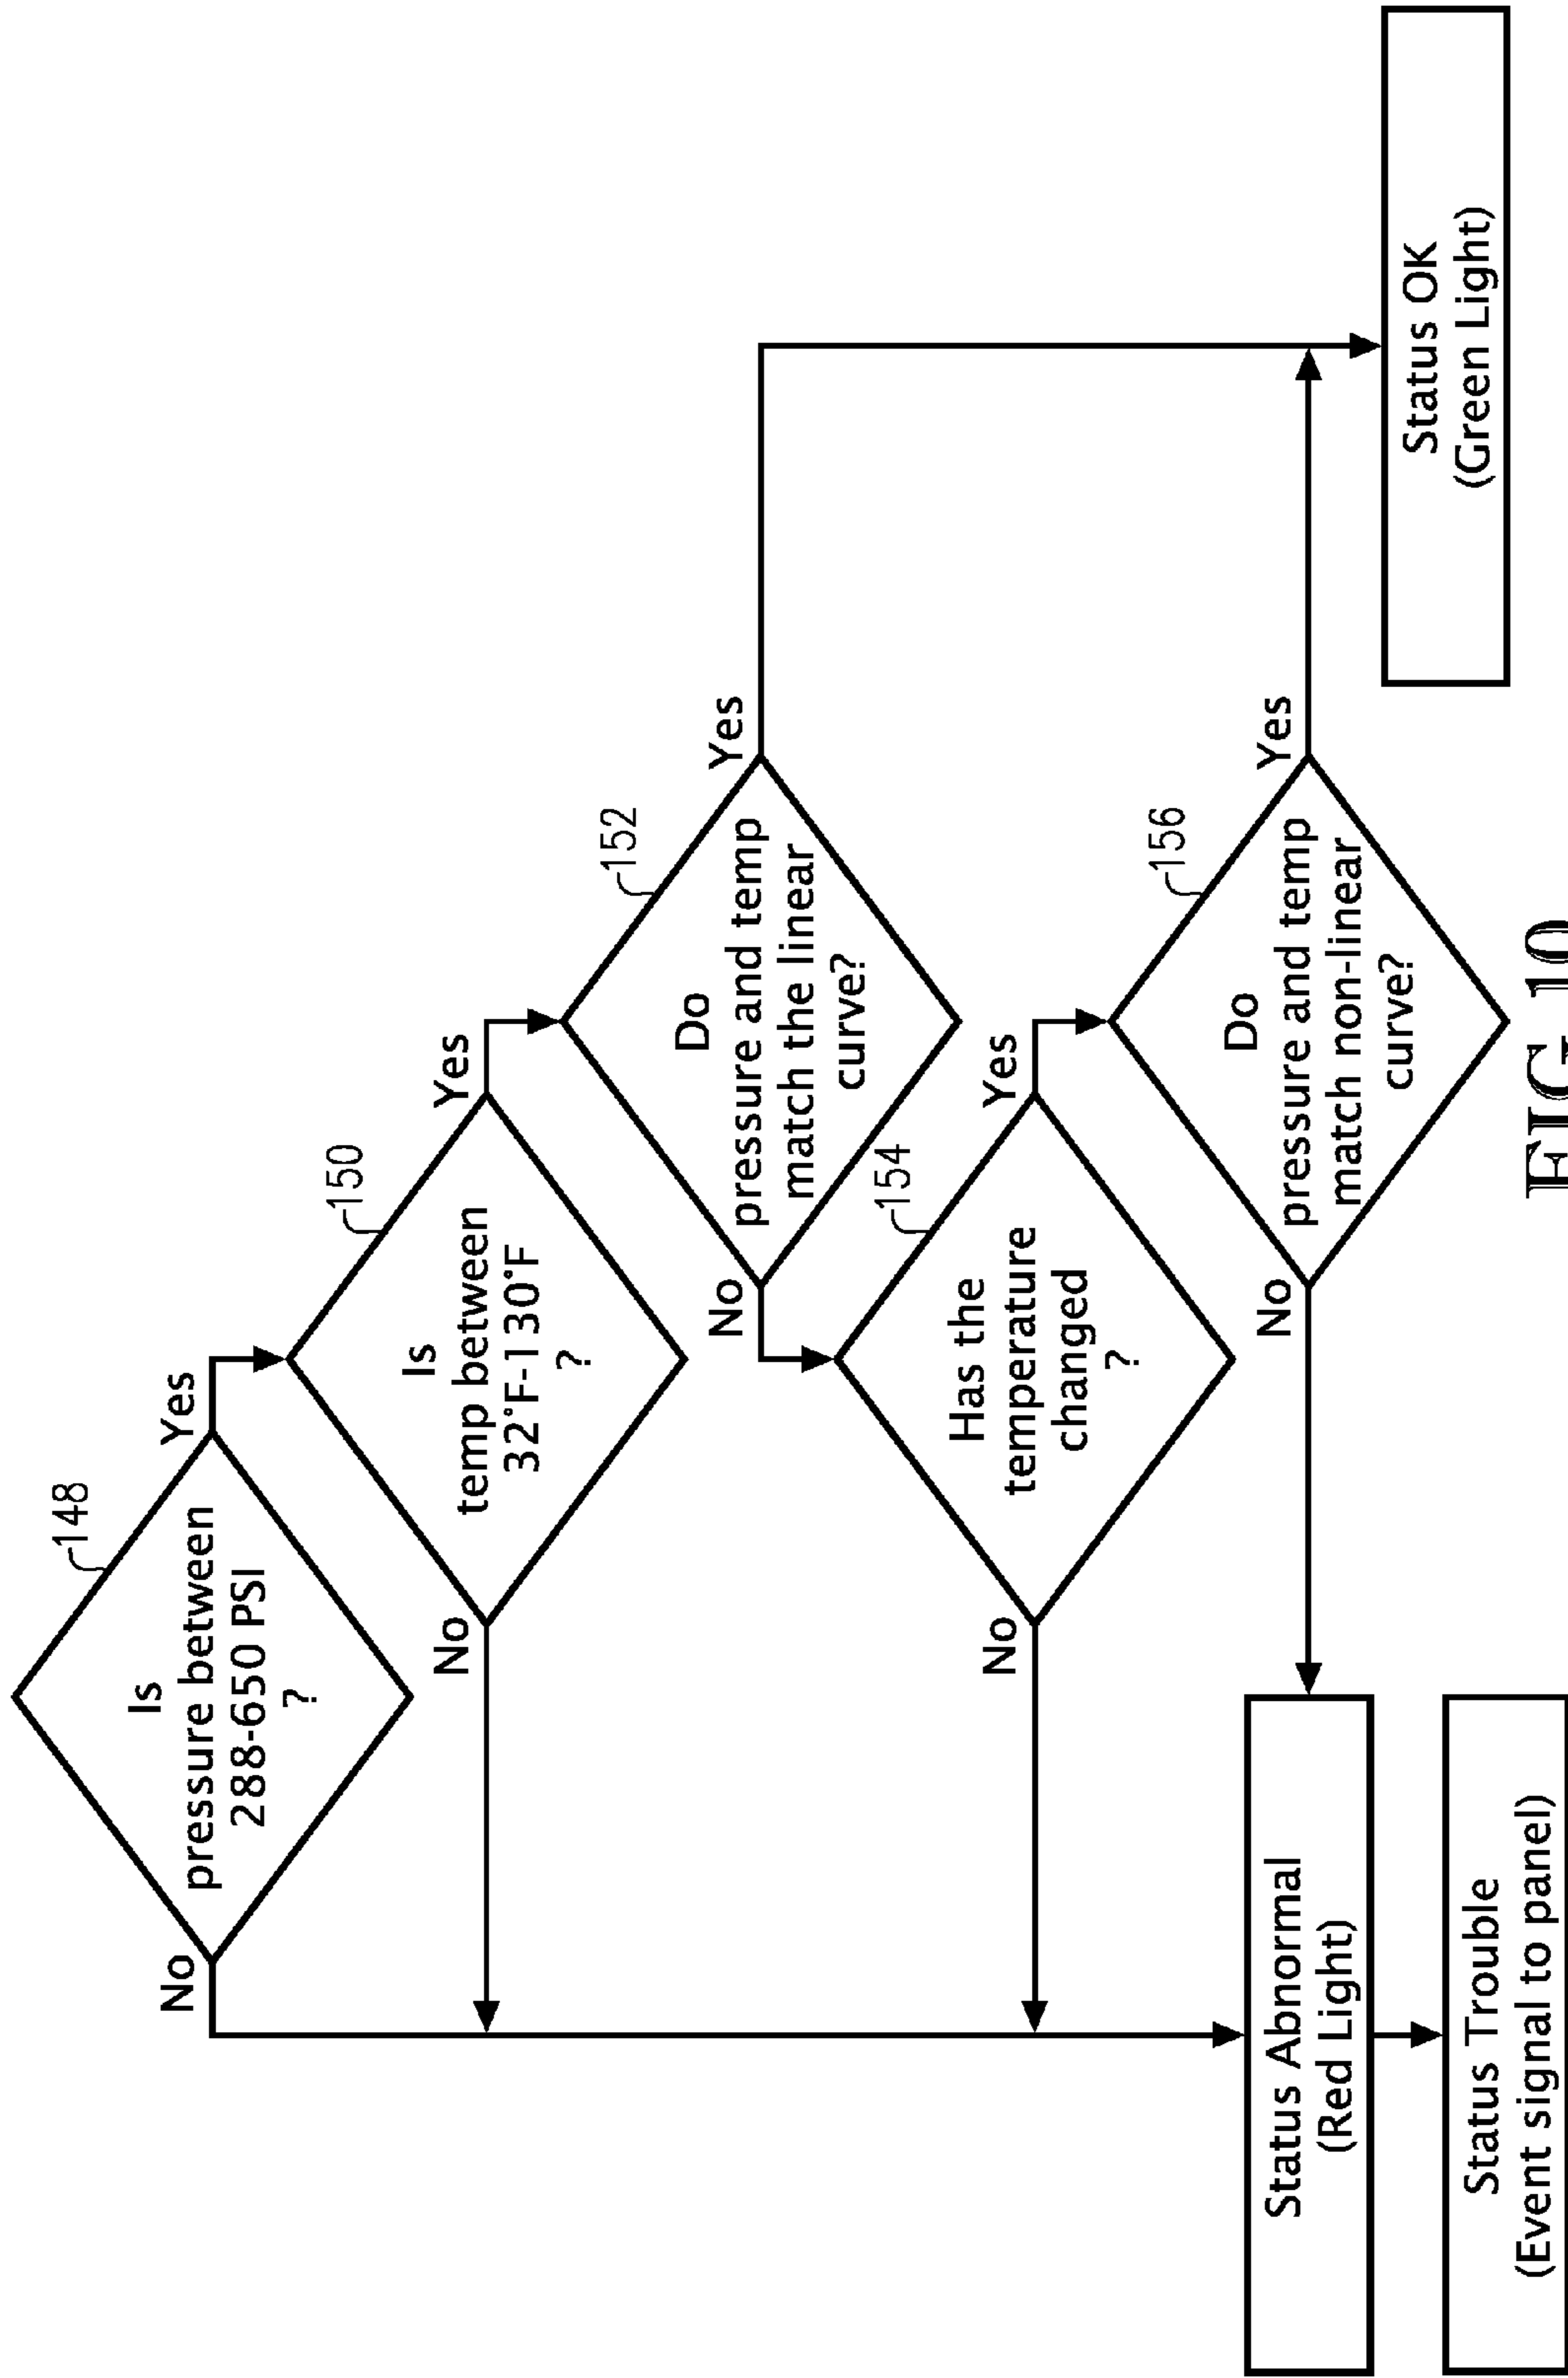 148
Is
pressure between
288-650 PSI
?
No
Yes
150
Is
temp between
32°F-130°F
?
No
Yes
152
Do
pressure and temp
match the linear
curve?
No
Yes
154
Has the
temperature
changed
?
No
Yes
156
Do
pressure and temp
match non-linear
curve?
No
Yes
Status Abnormal
(Red Light)
Status OK
(Green Light)
Status Trouble
(Event signal to panel)
FIG 10